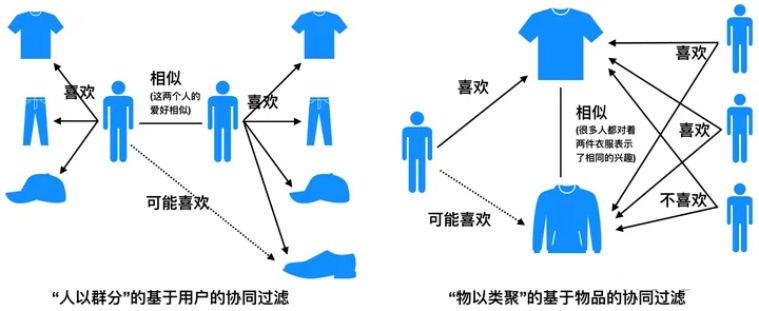 喜欢
相似
(这两个人的
爱好相似)
喜欢
可能喜欢
“人以群分”的基于用户的协同过滤
喜欢
喜欢
相似
(很多人都对着
两件衣服表示
了相同的兴趣)
喜欢
不喜欢
可能喜欢
“物以类聚”的基于物品的协同过滤